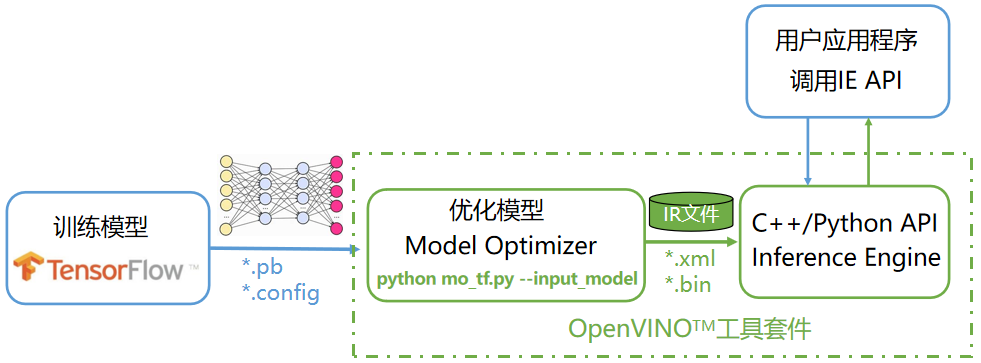 用户应用程序
调用IE API
训练模型
TensorFlow™
*.pb
*.config
优化模型
Model Optimizer
python mo_tf.py --input_model
IR文件
*.xml
*.bin
C++/Python API
Inference Engine
OpenVINO™工具套件